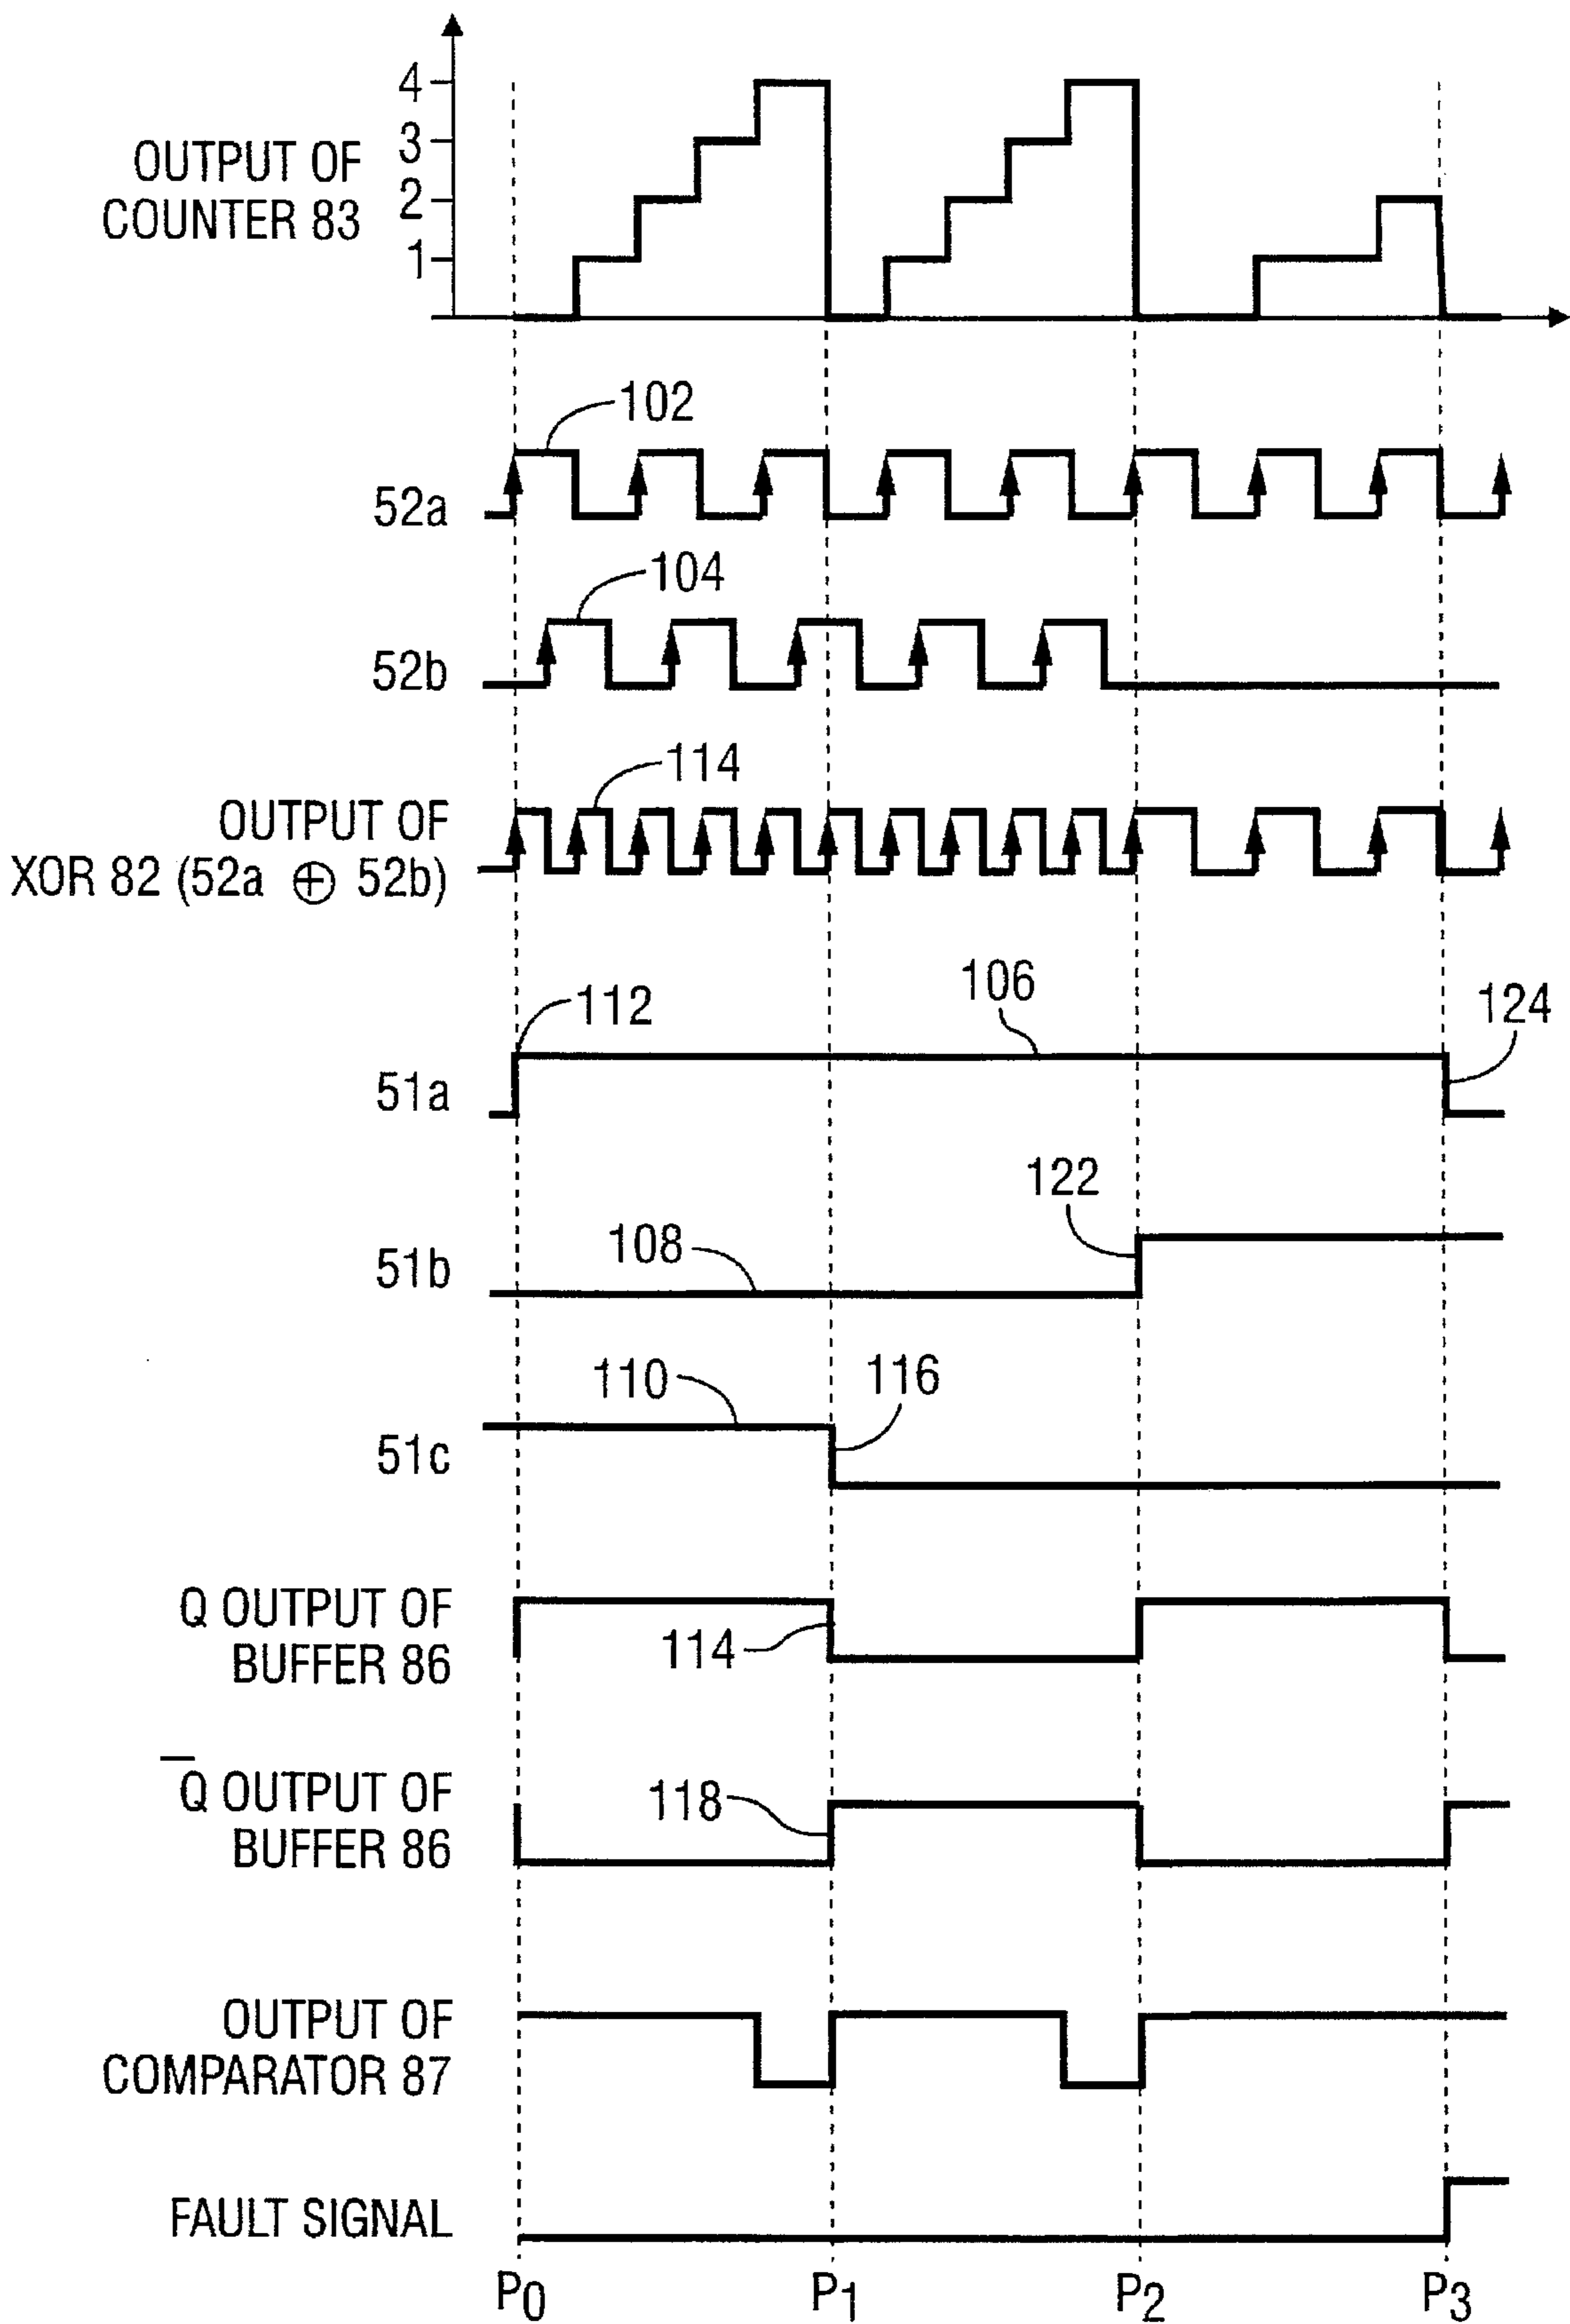 4
3
2
1
OUTPUT OF
COUNTER 83
102
52a
104
52b
114
OUTPUT OF
XOR 82 (52a ⊕ 52b)
106
112
124
51a
122
108
51b
110
116
51c
Q OUTPUT OF
BUFFER 86
114
Q̅ OUTPUT OF
BUFFER 86
118
OUTPUT OF
COMPARATOR 87
FAULT SIGNAL
P0 P1 P2 P3